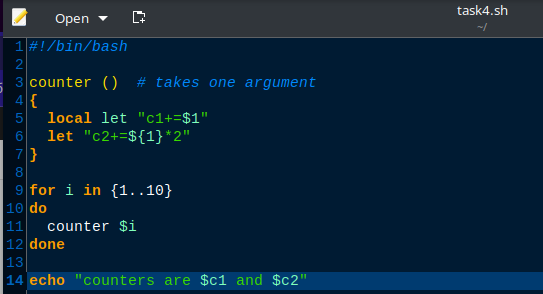 Open
task4.sh
~/
1 #!/bin/bash
2
3 counter ()  # takes one argument
4 {
5   local let "c1+=$1"
6   let "c2+=${1}*2"
7 }
8
9 for i in {1..10}
10 do
11   counter $i
12 done
13
14 echo "counters are $c1 and $c2"